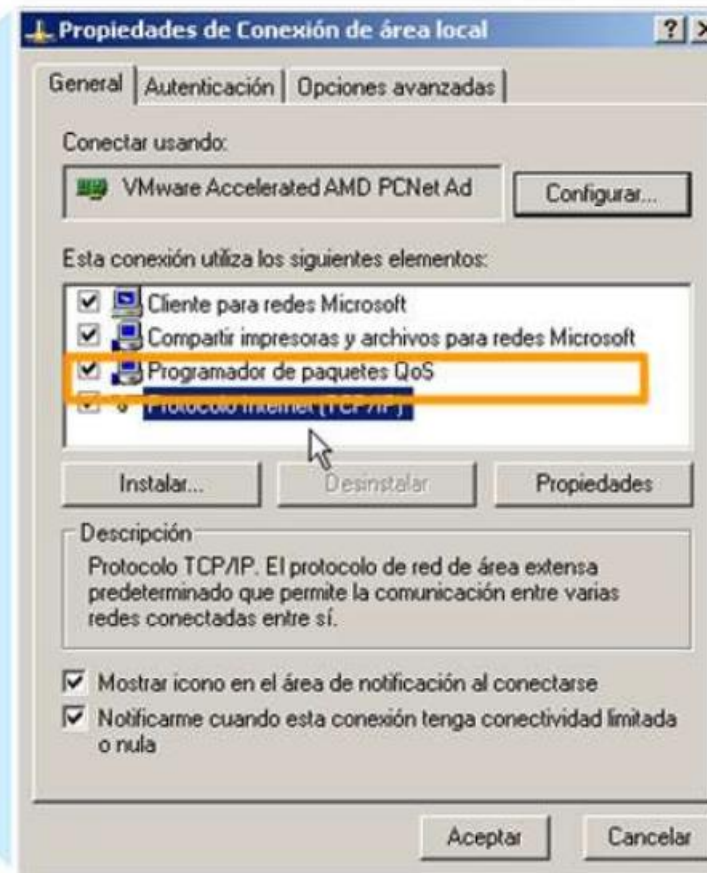 Propiedades de Conexión de área local
General
Autenticación
Opciones avanzadas
Conectar usando:
VMware Accelerated AMD PCNet Ad
Configurar...
Esta conexión utiliza los siguientes elementos:
Cliente para redes Microsoft
Compartir impresoras y archivos para redes Microsoft
Programador de paquetes QoS
Protocolo Internet (TCP/IP)
Instalar...
Desinstalar
Propiedades
Descripción
Protocolo TCP/IP. El protocolo de red de área extensa
predeterminado que permite la comunicación entre varias
redes conectadas entre sí.
Mostrar icono en el área de notificación al conectarse
Notificarme cuando esta conexión tenga conectividad limitada
o nula
Aceptar
Cancelar